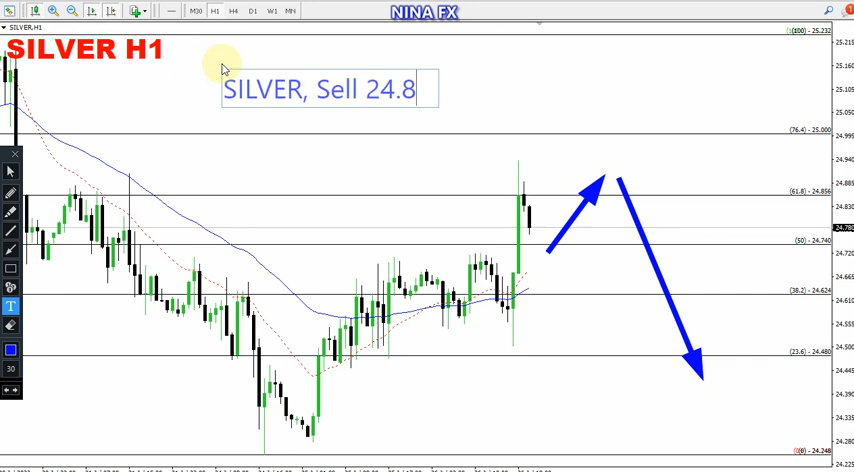 M30 H1 H4 D1 W1 MN
NINA FX
SILVER,H1
SILVER H1
SILVER, Sell 24.8
(100) - 25.232
25.215
25.160
25.105
25.050
(76.4) - 25.000
24.940
24.885
(61.8) - 24.856
24.830
24.780
(50) - 24.740
24.720
24.665
(38.2) - 24.624
24.610
24.555
24.500
(23.6) - 24.480
24.445
24.390
24.335
24.280
(0) - 24.248
24.225
T
30